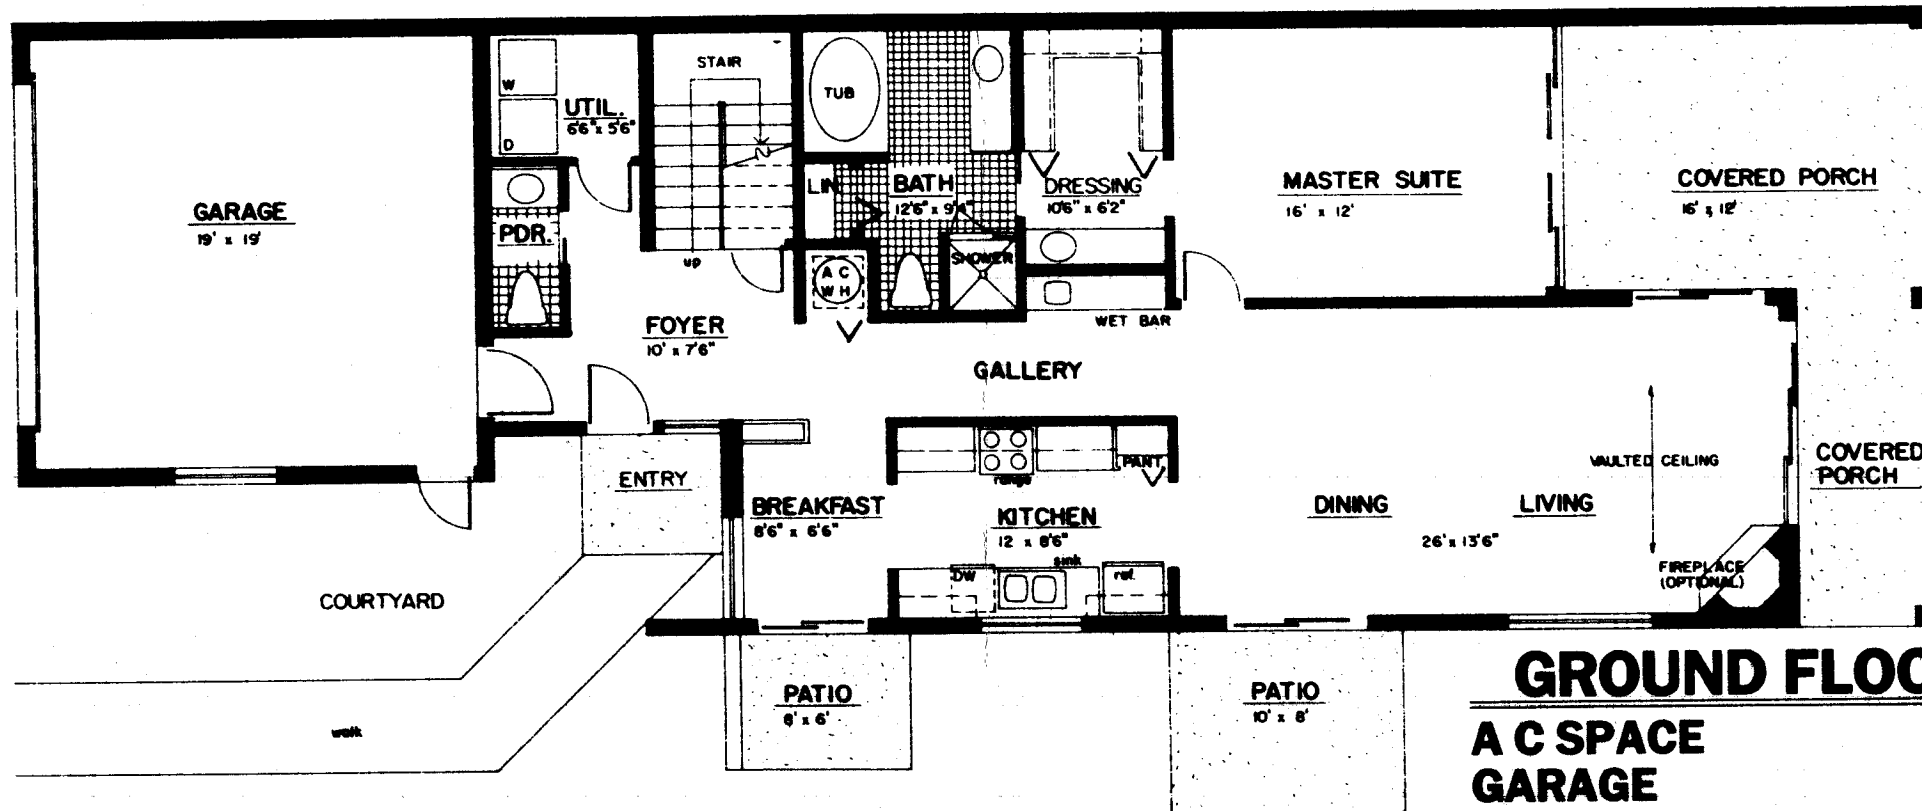 STAIR
TUB
W
UTIL.
6'6" x 5'6"
D
LIN
BATH
12'6" x 9'4"
DRESSING
10'6" x 6'2"
MASTER SUITE
16' x 12'
COVERED PORCH
16' x 12'
GARAGE
19' x 19'
PDR.
up
A C
W H
SHOWER
WET BAR
FOYER
10' x 7'6"
GALLERY
ENTRY
BREAKFAST
8'6" x 6'6"
range
PANT.
KITCHEN
12 x 8'6"
sink
DW
ref.
DINING
LIVING
26' x 13'6"
VAULTED CEILING
FIREPLACE
(OPTIONAL)
COVERED
PORCH
COURTYARD
walk
PATIO
PATIO
10' x 8'
GROUND FLOO
A C SPACE
GARAGE